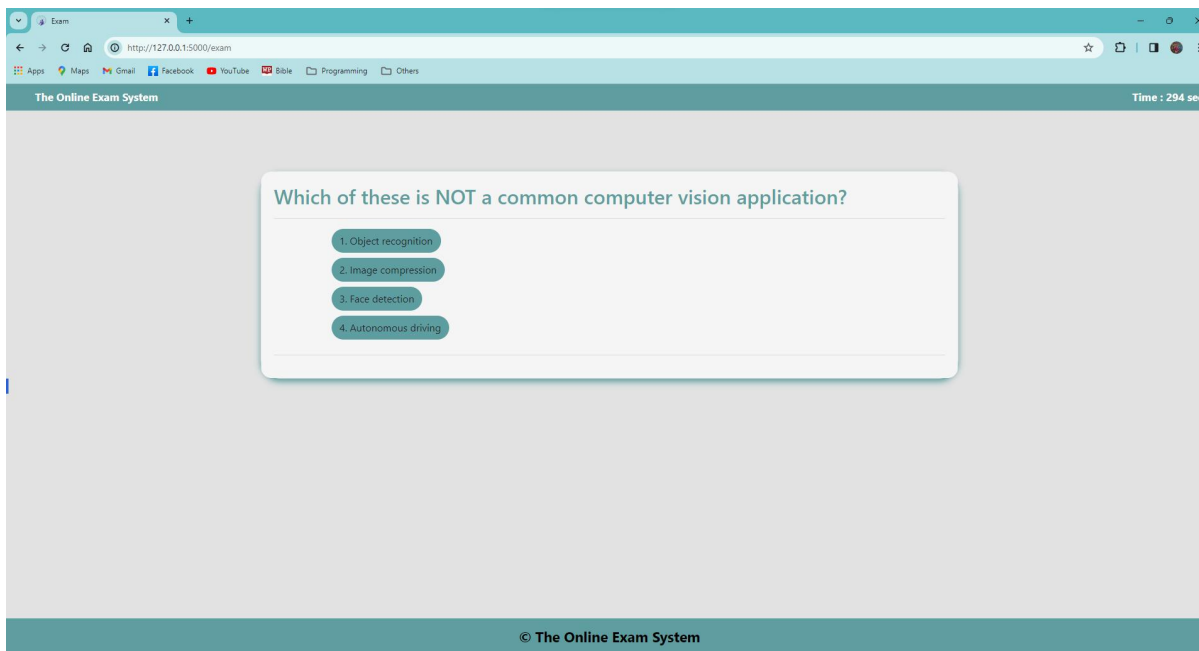 Exam
http://127.0.0.1:5000/exam
Apps Maps Gmail Facebook YouTube Bible Programming Others
The Online Exam System Time : 294 se
Which of these is NOT a common computer vision application?
1. Object recognition
2. Image compression
3. Face detection
4. Autonomous driving
© The Online Exam System